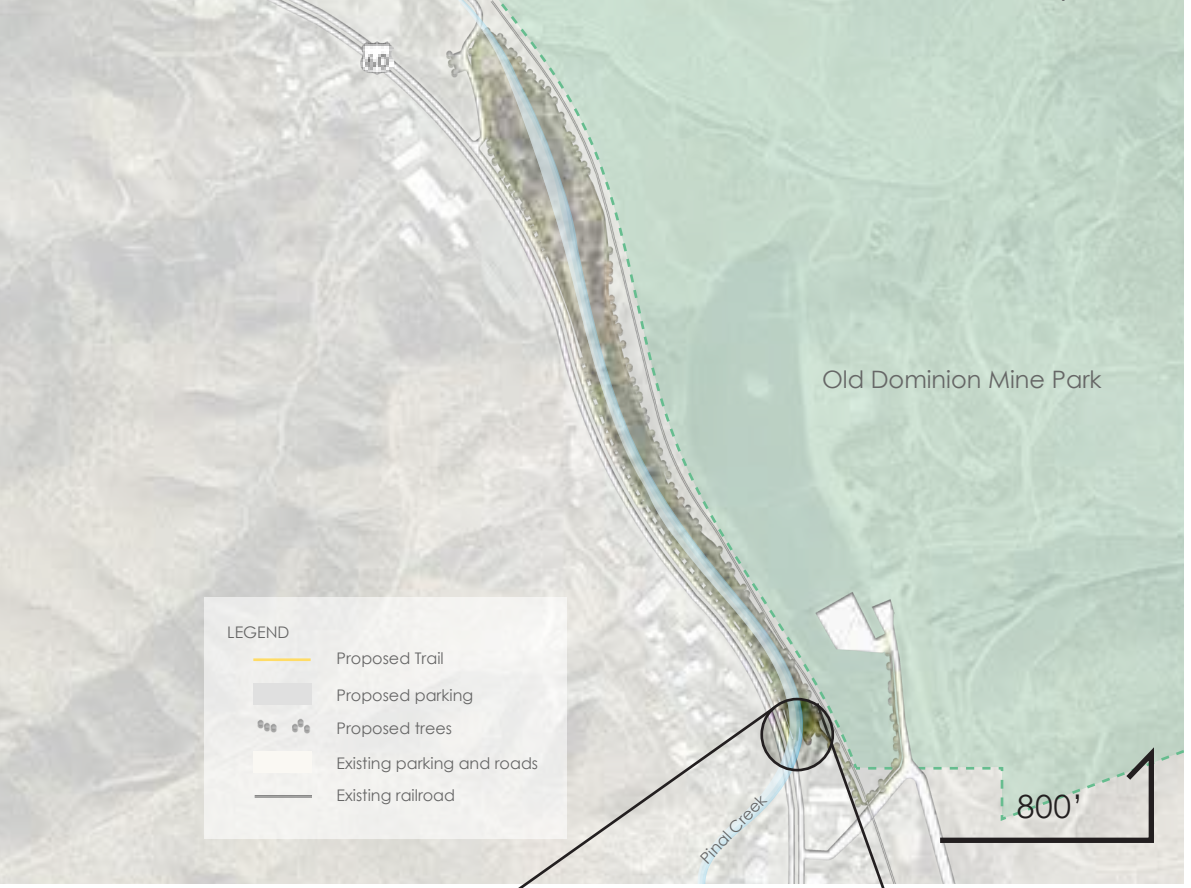 60
Old Dominion Mine Park
LEGEND
Proposed Trail
Proposed parking
Proposed trees
Existing parking and roads
Existing railroad
Pinal Creek
800’